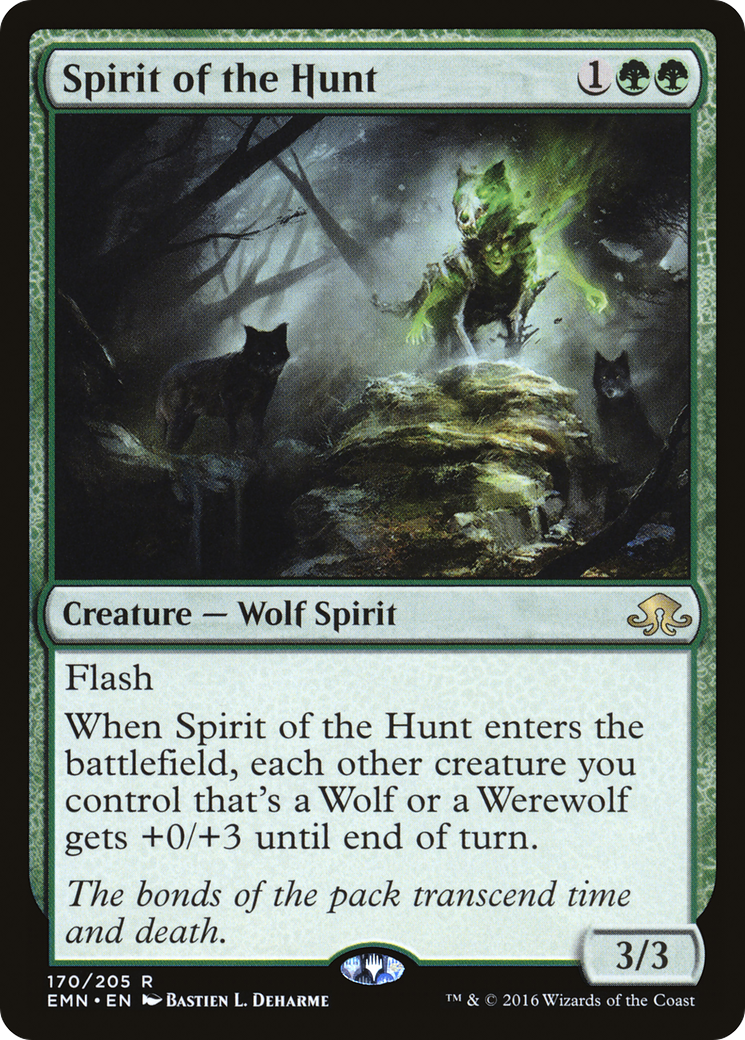 Spirit of the Hunt
1
Creature — Wolf Spirit
Flash
When Spirit of the Hunt enters the
battlefield, each other creature you
control that's a Wolf or a Werewolf
gets +0/+3 until end of turn.
The bonds of the pack transcend time
and death.
3/3
170/205 R
EMN • EN Bastien L. Deharme
™ & © 2016 Wizards of the Coast